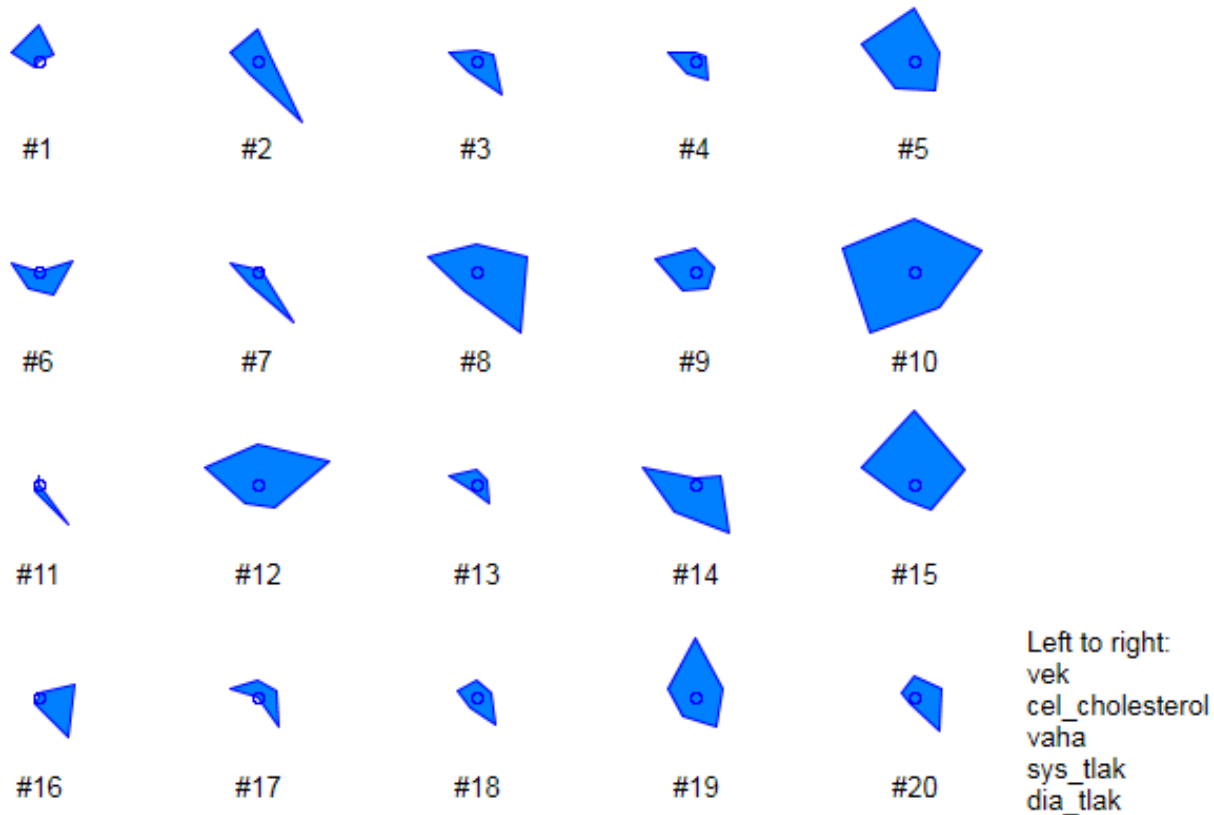 #1 #2 #3 #4 #5
#6 #7 #8 #9 #10
#11 #12 #13 #14 #15
#16 #17 #18 #19 #20
Left to right:
vek
cel_cholesterol
vaha
sys_tlak
dia_tlak